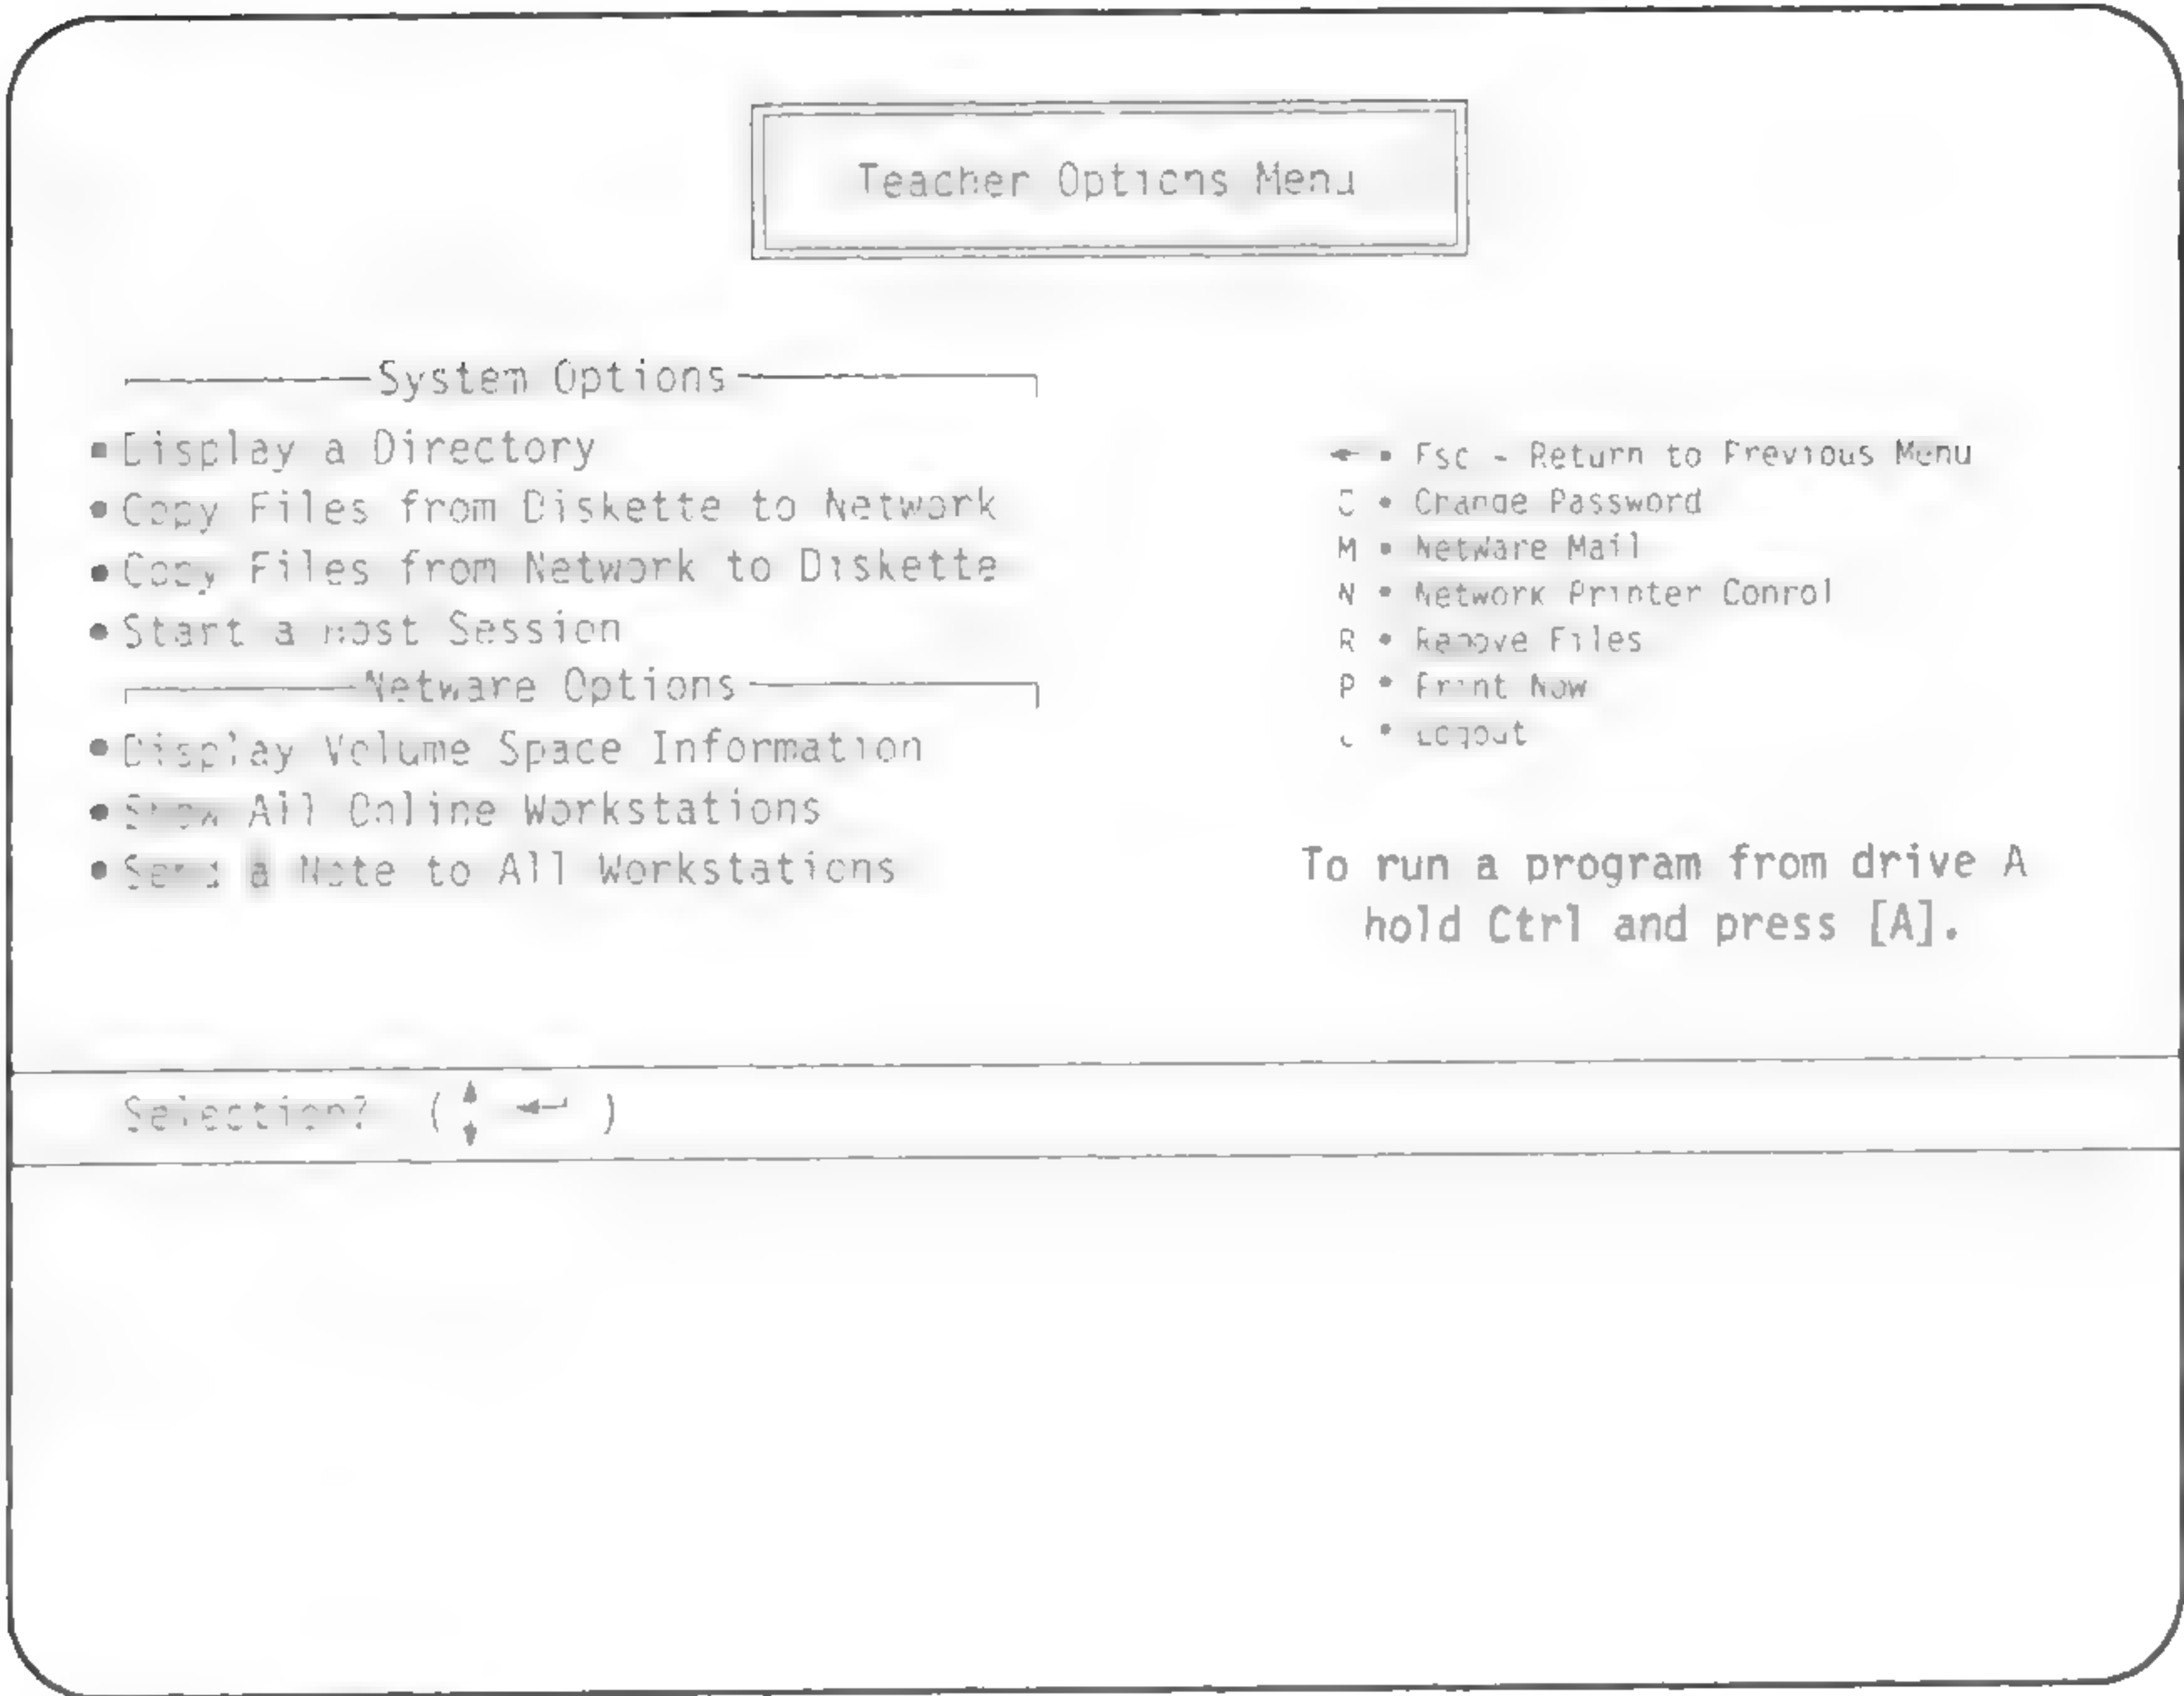 Teacher Options Menu
System Options
• Display a Directory
• Copy Files from Diskette to Network
• Copy Files from Network to Diskette
• Start a Host Session
Netware Options
• Display Volume Space Information
• Show All Online Workstations
• Send a Note to All Workstations
← • Esc - Return to Previous Menu
C • Change Password
M • NetWare Mail
N • Network Printer Conrol
R • Remove Files
P • Print Now
L • Logout
To run a program from drive A
hold Ctrl and press [A].
Selection? ( ↕ ↵ )